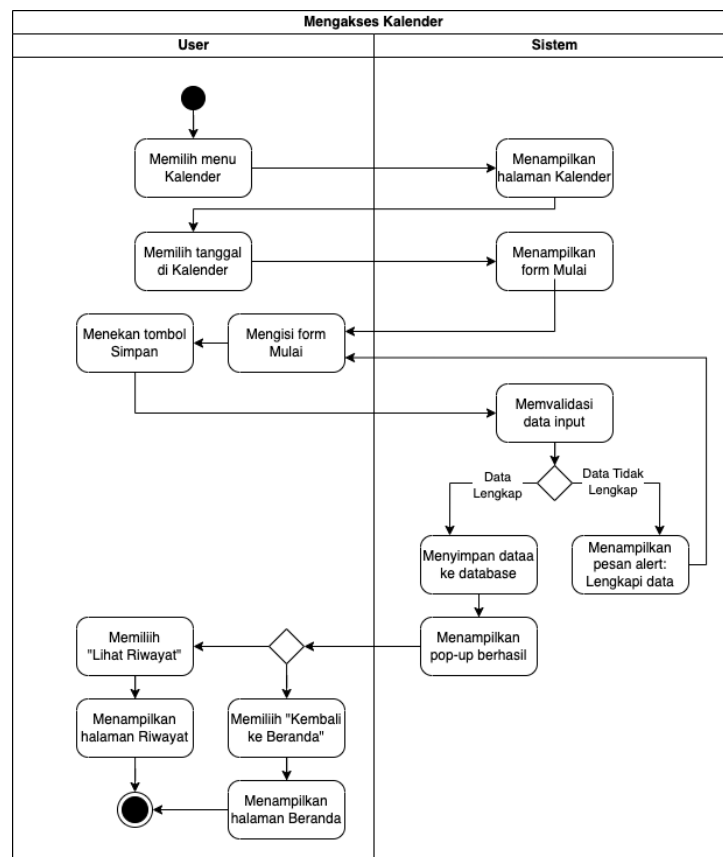 Mengakses Kalender
User
Sistem
Memilih menu
Kalender
Menampilkan
halaman Kalender
Memilih tanggal
di Kalender
Menampilkan
form Mulai
Menekan tombol
Simpan
Mengisi form
Mulai
Memvalidasi
data input
Data
Lengkap
Data Tidak
Lengkap
Menyimpan dataa
ke database
Menampilkan
pesan alert:
Lengkapi data
Memiliih
"Lihat Riwayat"
Menampilkan
pop-up berhasil
Menampilkan
halaman Riwayat
Memiliih "Kembali
ke Beranda"
Menampilkan
halaman Beranda